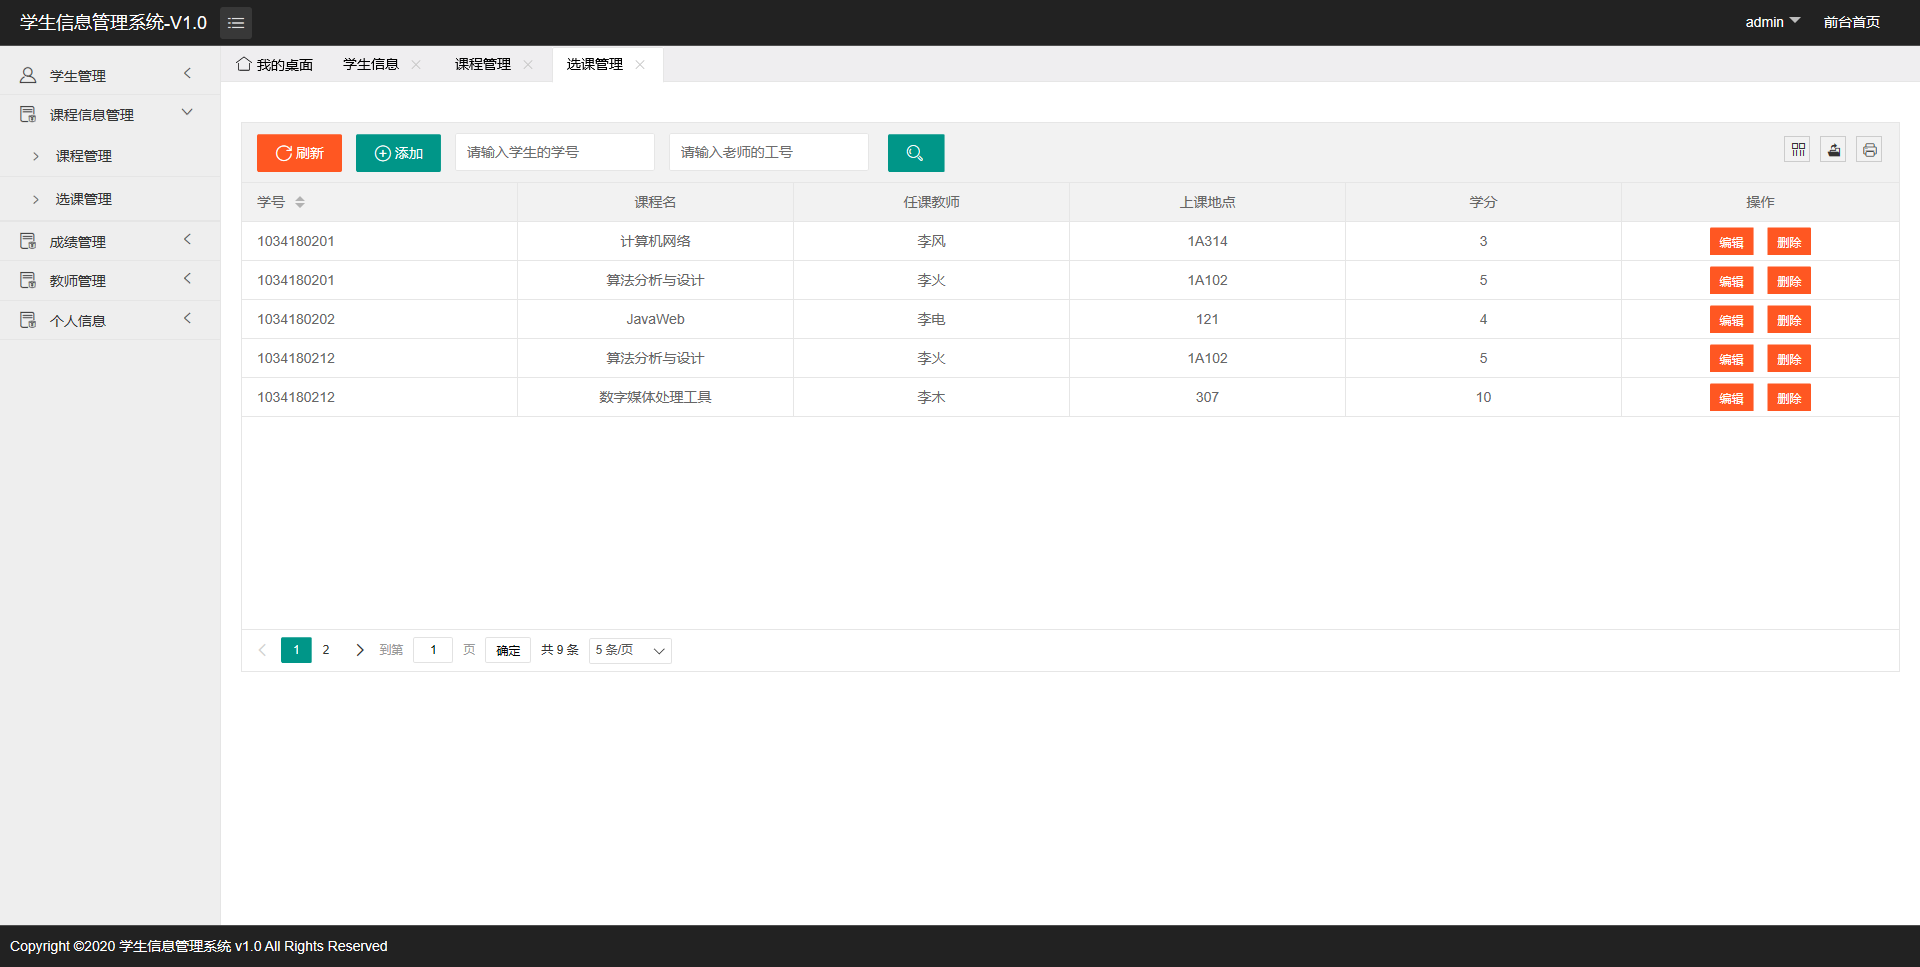 学生信息管理系统-V1.0
admin 前台首页
学生管理
课程信息管理
课程管理
选课管理
成绩管理
教师管理
个人信息
我的桌面 学生信息 课程管理 选课管理
刷新 添加 请输入学生的学号 请输入老师的工号
学号 课程名 任课教师 上课地点 学分 操作
1034180201 计算机网络 李风 1A314 3 编辑 删除
1034180201 算法分析与设计 李火 1A102 5 编辑 删除
1034180202 JavaWeb 李电 121 4 编辑 删除
1034180212 算法分析与设计 李火 1A102 5 编辑 删除
1034180212 数字媒体处理工具 李木 307 10 编辑 删除
1 2 到第 1 页 确定 共 9 条 5 条/页
Copyright ©2020 学生信息管理系统 v1.0 All Rights Reserved